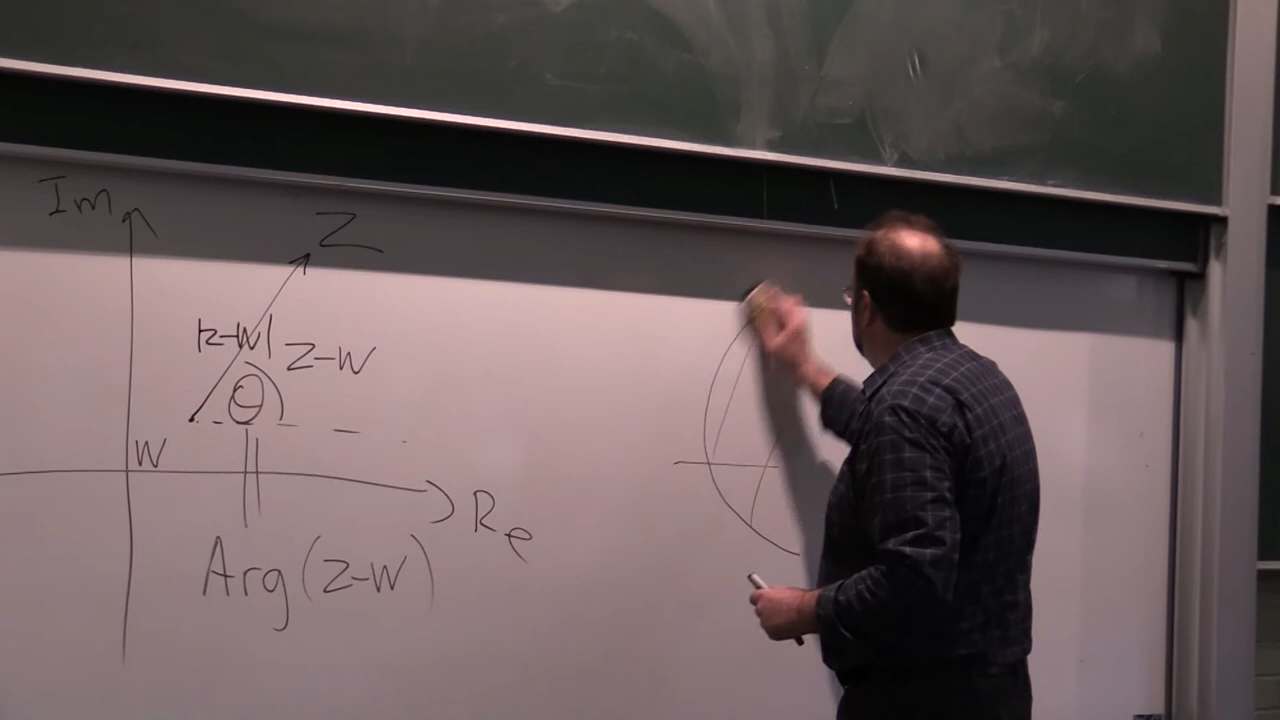 Im
Z
|z-w|
z-w
Θ
w
Re
Arg(z-w)